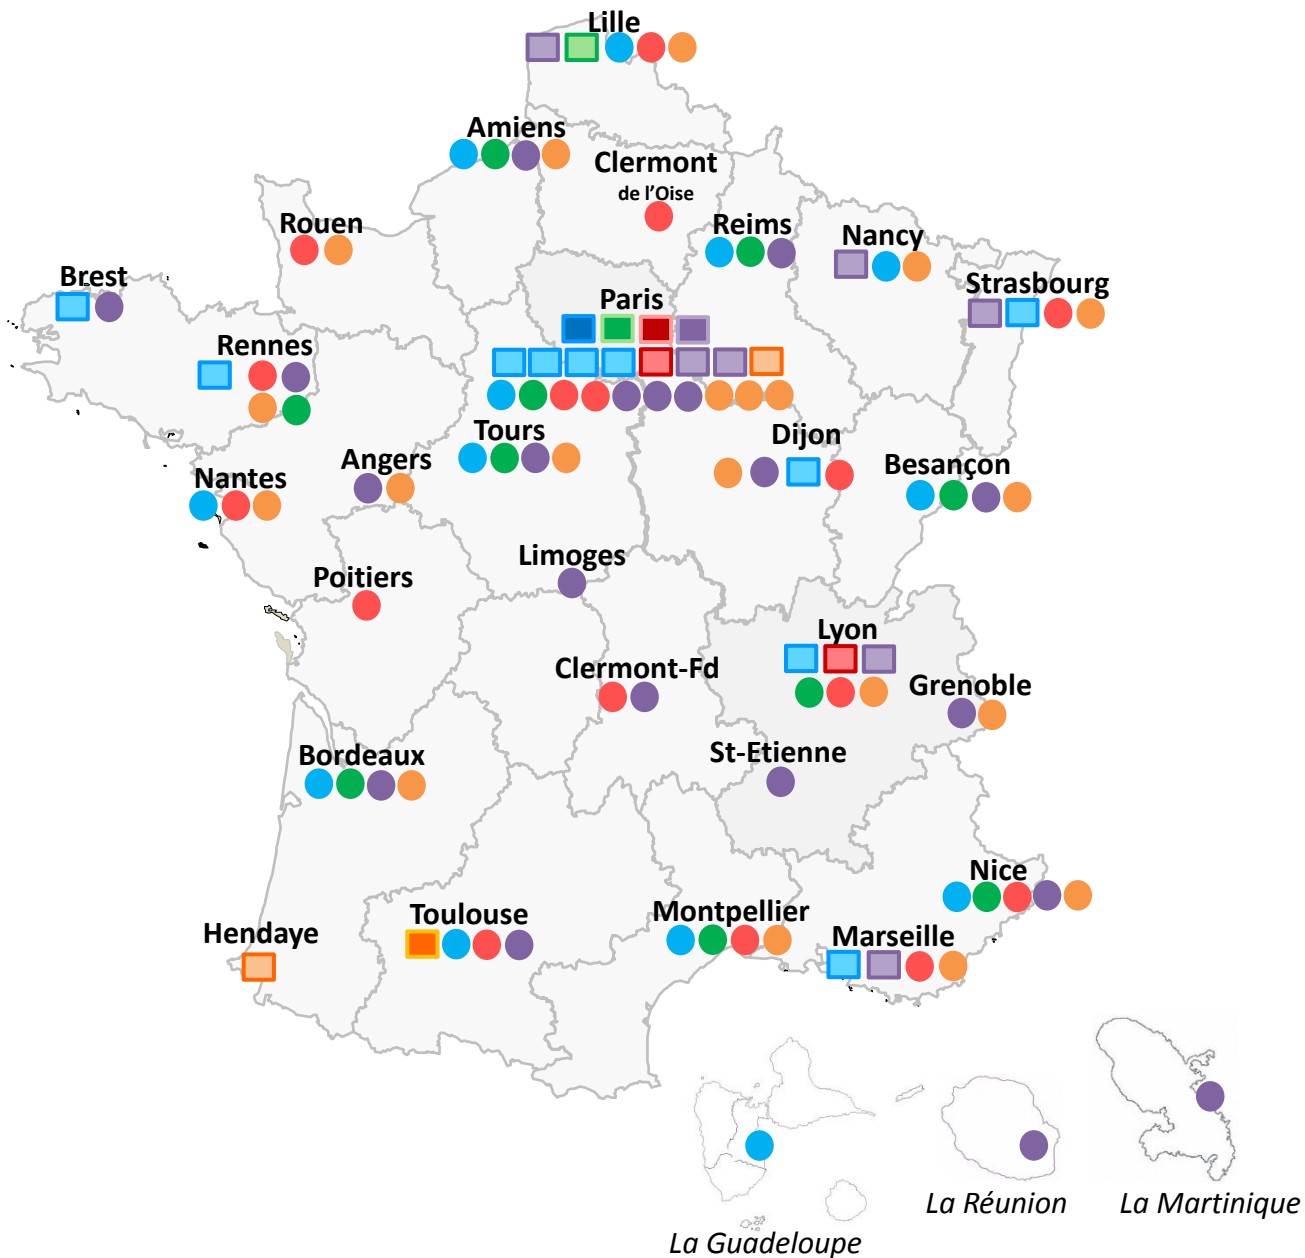 Lille
Amiens
Clermont
de l'Oise
Rouen
Reims
Nancy
Brest
Strasbourg
Paris
Rennes
Tours
Dijon
Angers
Besançon
Nantes
Limoges
Poitiers
Lyon
Clermont-Fd
Grenoble
Bordeaux
St-Etienne
Nice
Toulouse
Montpellier
Hendaye
Marseille
La Réunion
La Martinique
La Guadeloupe